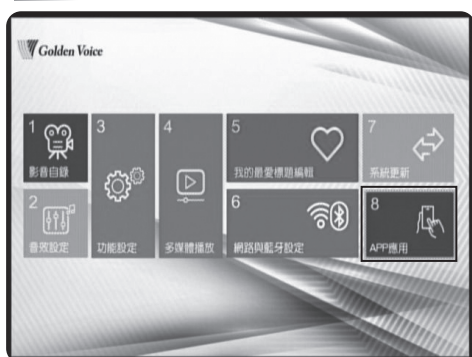 Golden Voice
1
影音自錄
2
音效設定
3
功能設定
4
多媒體播放
5
我的最愛標題編輯
6
網路與藍牙設定
7
系統更新
8
APP應用